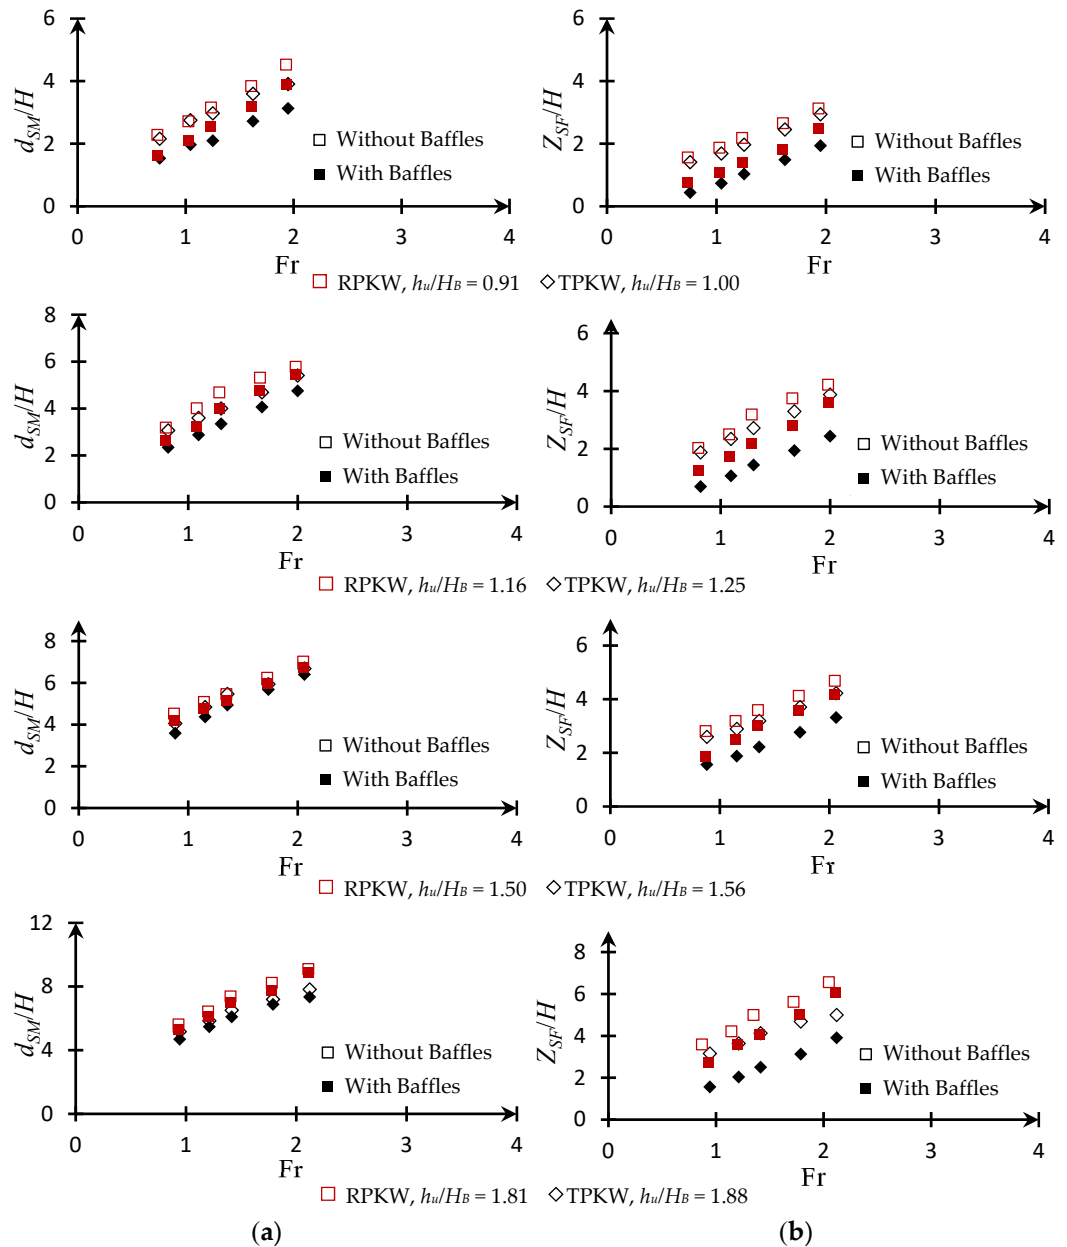 6
4
2
0
d_SM/H
Without Baffles
With Baffles
0 1 2 3 4
Fr
6
4
2
0
Z_SF/H
Without Baffles
With Baffles
0 1 2 3 4
Fr
RPKW, h_u/H_B = 0.91 TPKW, h_u/H_B = 1.00
8
6
4
2
0
d_SM/H
Without Baffles
With Baffles
0 1 2 3 4
Fr
6
4
2
0
Z_SF/H
Without Baffles
With Baffles
0 1 2 3 4
Fr
RPKW, h_u/H_B = 1.16 TPKW, h_u/H_B = 1.25
8
6
4
2
0
d_SM/H
Without Baffles
With Baffles
0 1 2 3 4
Fr
6
4
2
0
Z_SF/H
Without Baffles
With Baffles
0 1 2 3 4
Fr
RPKW, h_u/H_B = 1.50 TPKW, h_u/H_B = 1.56
12
8
4
0
d_SM/H
Without Baffles
With Baffles
0 1 2 3 4
Fr
8
6
4
2
0
Z_SF/H
Without Baffles
With Baffles
0 1 2 3 4
Fr
RPKW, h_u/H_B = 1.81 TPKW, h_u/H_B = 1.88
(a) (b)